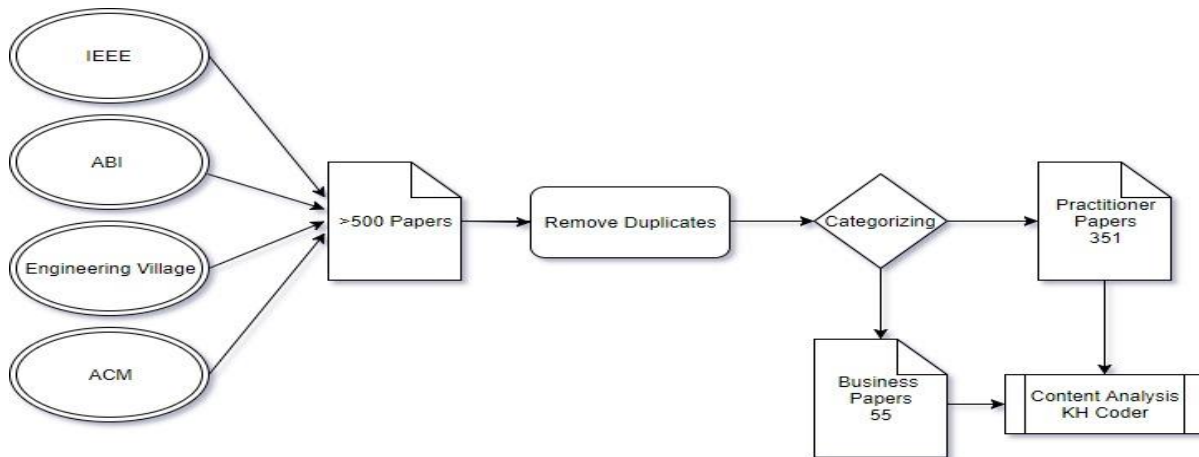 IEEE
ABI
Engineering Village
ACM
>500 Papers
Remove Duplicates
Categorizing
Practitioner
Papers
351
Business
Papers
55
Content Analysis
KH Coder